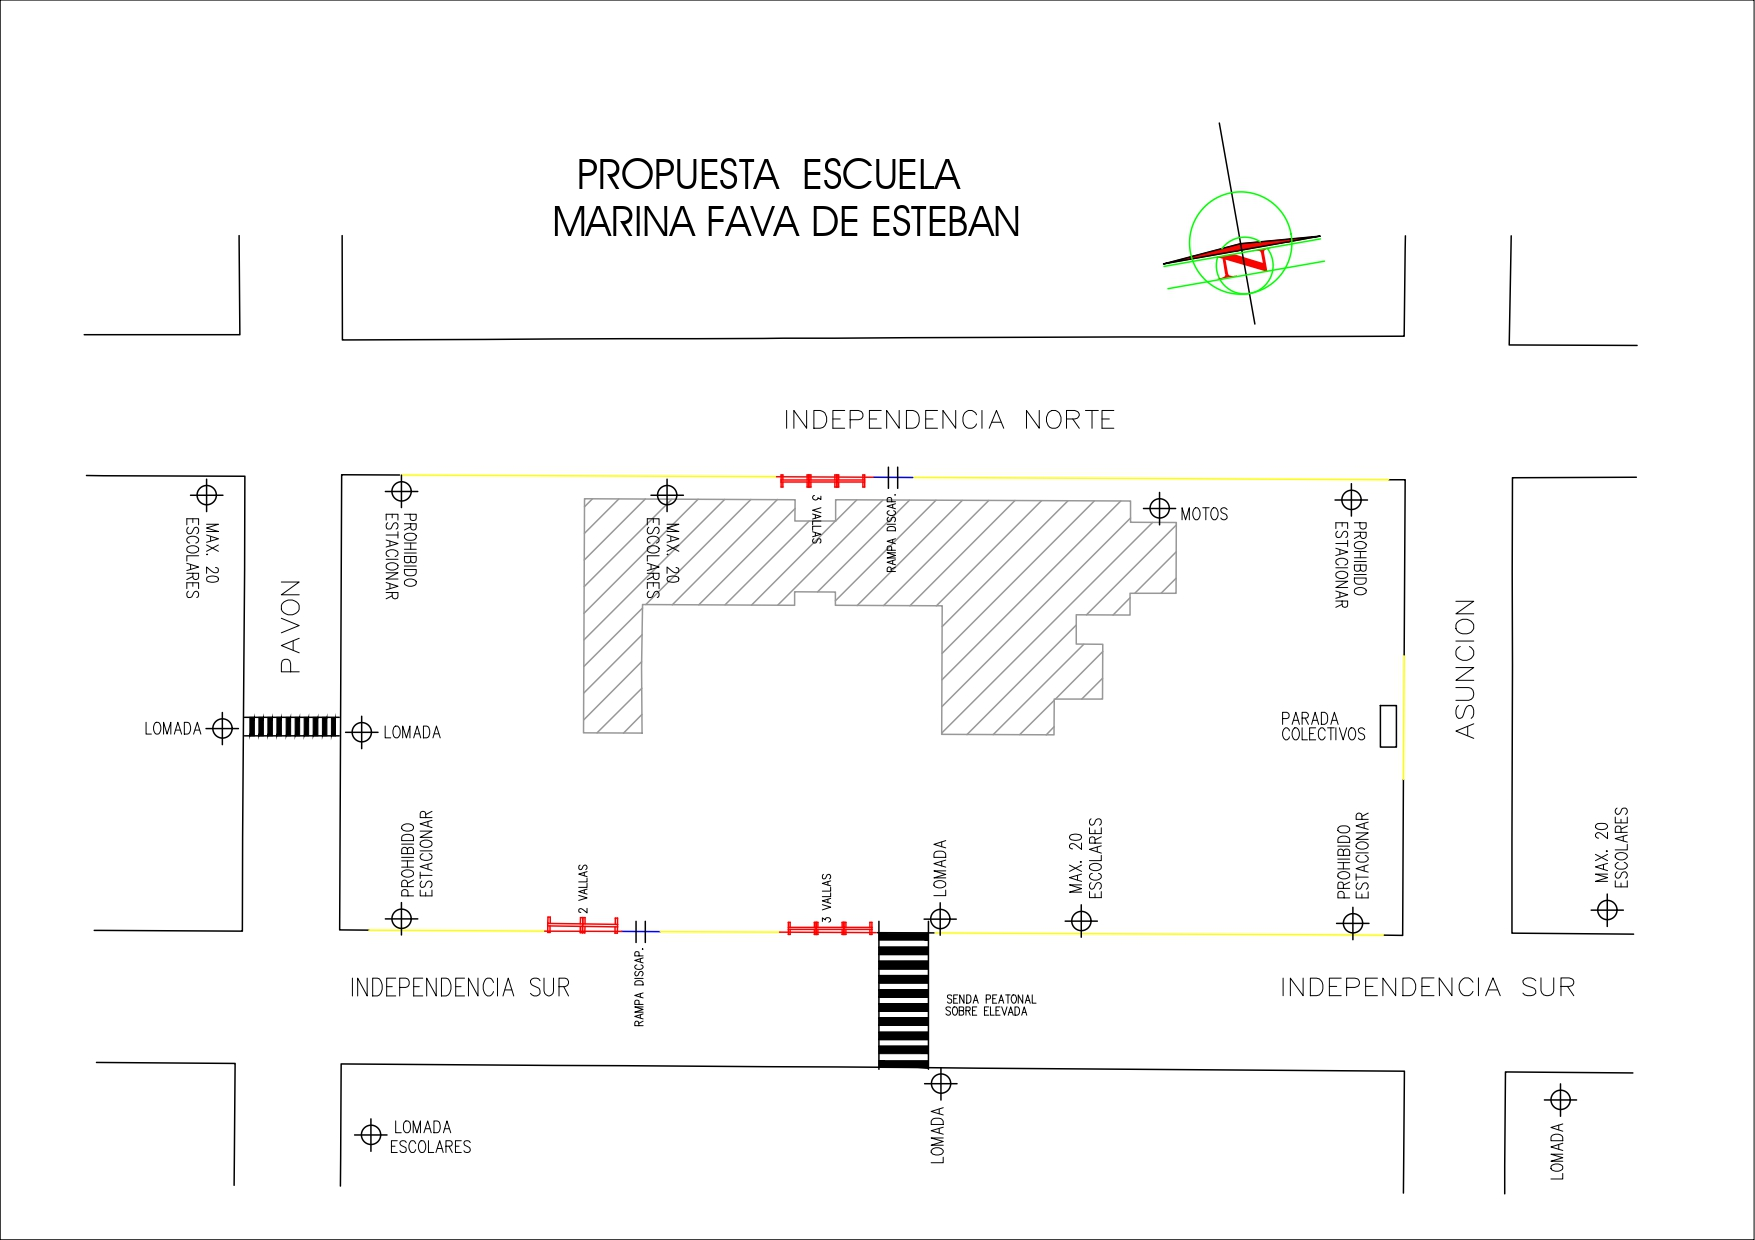 PROPUESTA ESCUELA
MARINA FAVA DE ESTEBAN
N
INDEPENDENCIA NORTE
MAX. 20
ESCOLARES
PROHIBIDO
ESTACIONAR
MAX. 20
ESCOLARES
3 VALLAS
RAMPA DISCAP.
MOTOS
PROHIBIDO
ESTACIONAR
PAVON
ASUNCION
LOMADA
LOMADA
PARADA
COLECTIVOS
PROHIBIDO
ESTACIONAR
2 VALLAS
3 VALLAS
LOMADA
MAX. 20
ESCOLARES
PROHIBIDO
ESTACIONAR
MAX. 20
ESCOLARES
INDEPENDENCIA SUR
RAMPA DISCAP.
SENDA PEATONAL
SOBRE ELEVADA
INDEPENDENCIA SUR
LOMADA
ESCOLARES
LOMADA
LOMADA